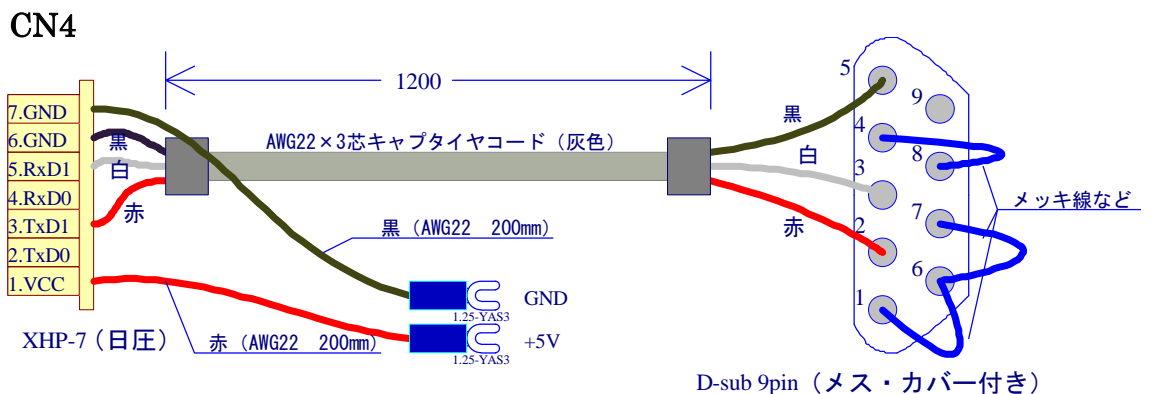 CN4
1200
7.GND
6.GND
5.RxD1
4.RxD0
3.TxD1
2.TxD0
1.VCC
黒
白
赤
AWG22×3芯キャプタイヤコード（灰色）
黒
白
赤
5
4
3
2
1
9
8
7
6
メッキ線など
黒（AWG22 200mm）
GND
1.25-YAS3
+5V
1.25-YAS3
XHP-7（日圧）
赤（AWG22 200mm）
D-sub 9pin（メス・カバー付き）